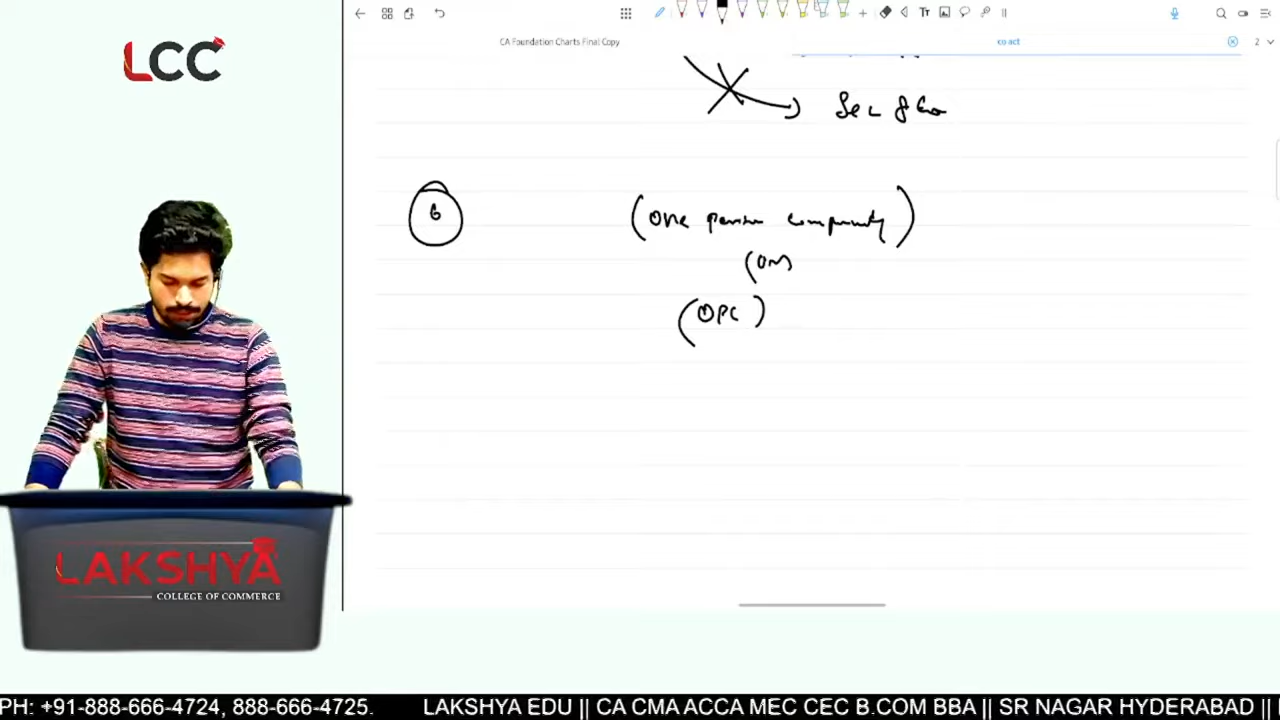 LCC
CA Foundation Charts Final Copy
co act
2
Tt
Sec 8 Co
6
(One person company)
(OR)
(OPC)
LAKSHYA
COLLEGE OF COMMERCE
PH: +91-888-666-4724, 888-666-4725. LAKSHYA EDU || CA CMA ACCA MEC CEC B.COM BBA || SR NAGAR HYDERABAD ||